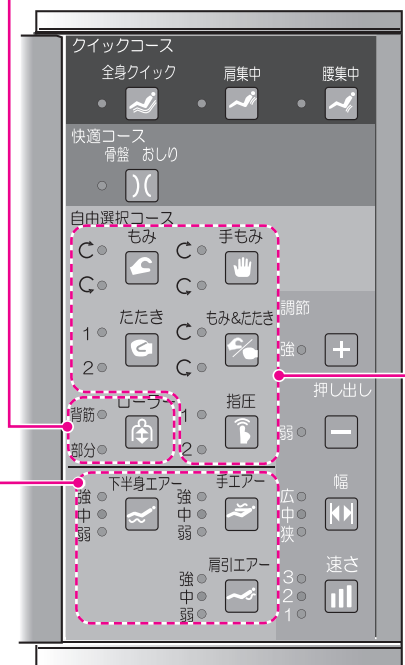 クイックコース
全身クイック 肩集中 腰集中
快適コース
骨盤 おしり
自由選択コース
もみ 手もみ
たたき もみ&たたき
1
2
調節
強
押し出し
弱
ローラー 指圧
背筋 1
部分 2
下半身エアー 手エアー 幅
強 強 広
中 中 中
弱 弱 狭
肩引エアー 速さ
強 3
中 2
弱 1